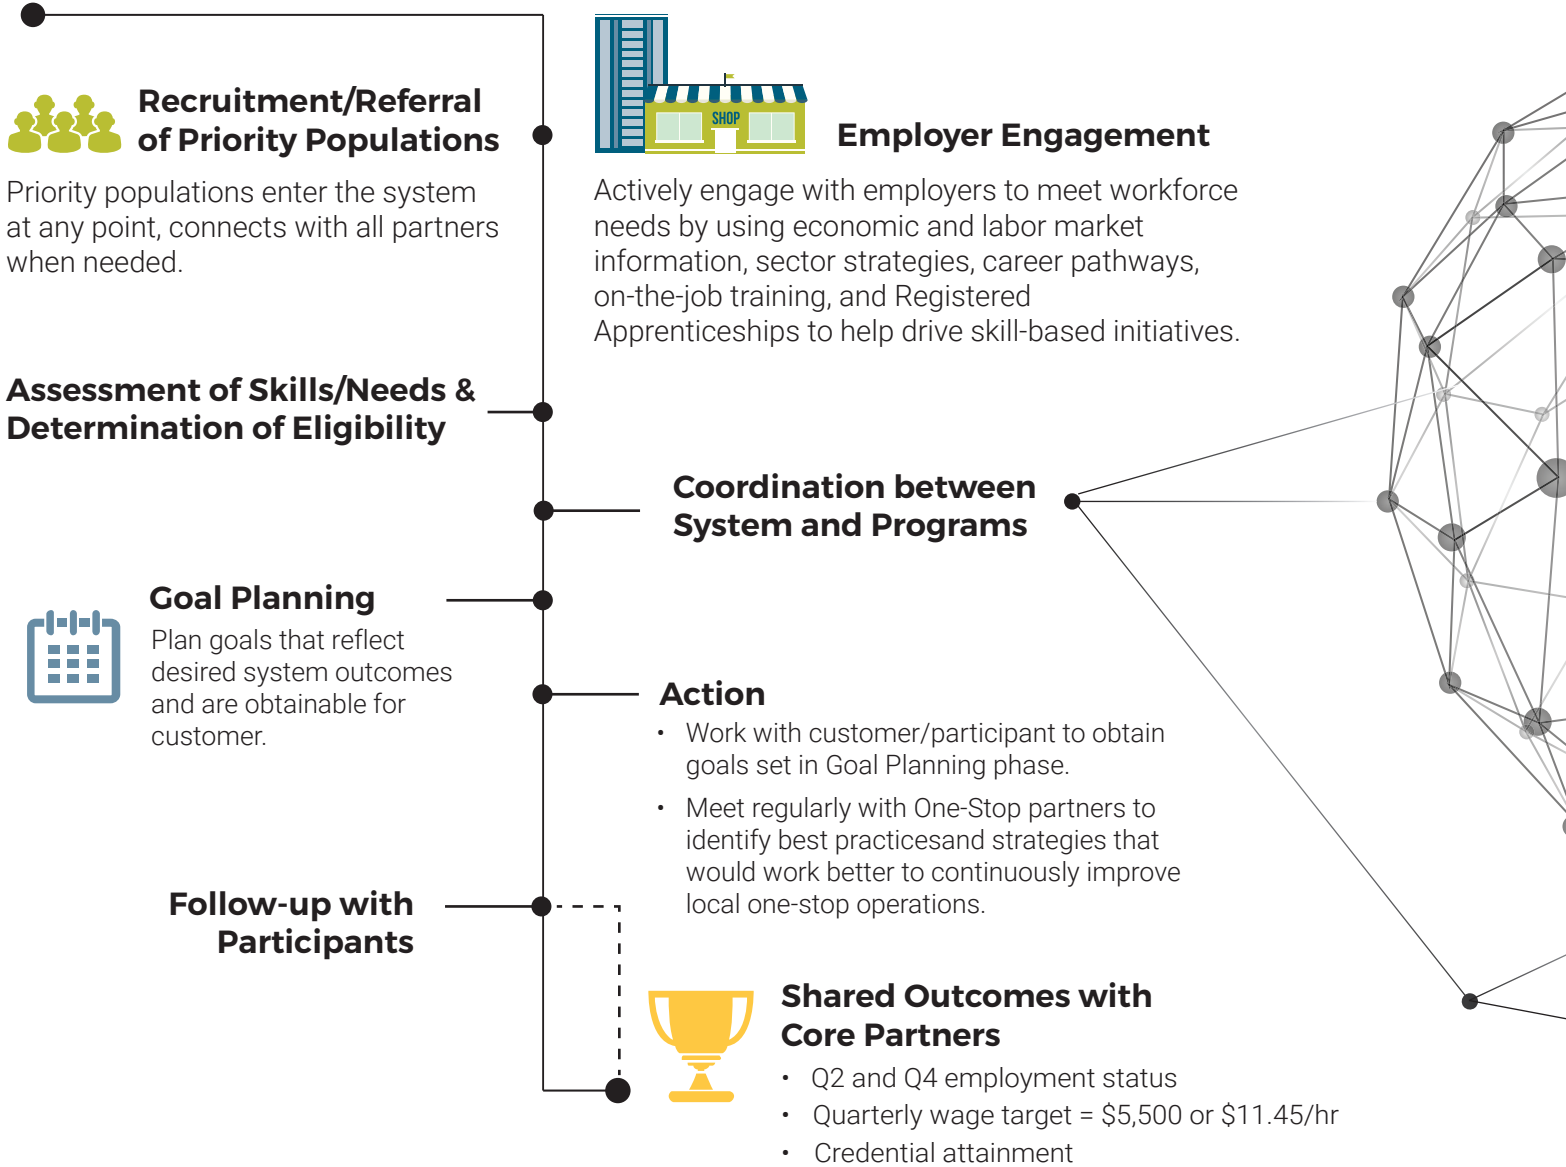 Recruitment/Referral
of Priority Populations
Priority populations enter the system
at any point, connects with all partners
when needed.
SHOP
Employer Engagement
Actively engage with employers to meet workforce
needs by using economic and labor market
information, sector strategies, career pathways,
on-the-job training, and Registered
Apprenticeships to help drive skill-based initiatives.
Assessment of Skills/Needs &
Determination of Eligibility
Coordination between
System and Programs
Goal Planning
Plan goals that reflect
desired system outcomes
and are obtainable for
customer.
Action
• Work with customer/participant to obtain
goals set in Goal Planning phase.
• Meet regularly with One-Stop partners to
identify best practicesand strategies that
would work better to continuously improve
local one-stop operations.
Follow-up with
Participants
Shared Outcomes with
Core Partners
• Q2 and Q4 employment status
• Quarterly wage target = $5,500 or $11.45/hr
• Credential attainment